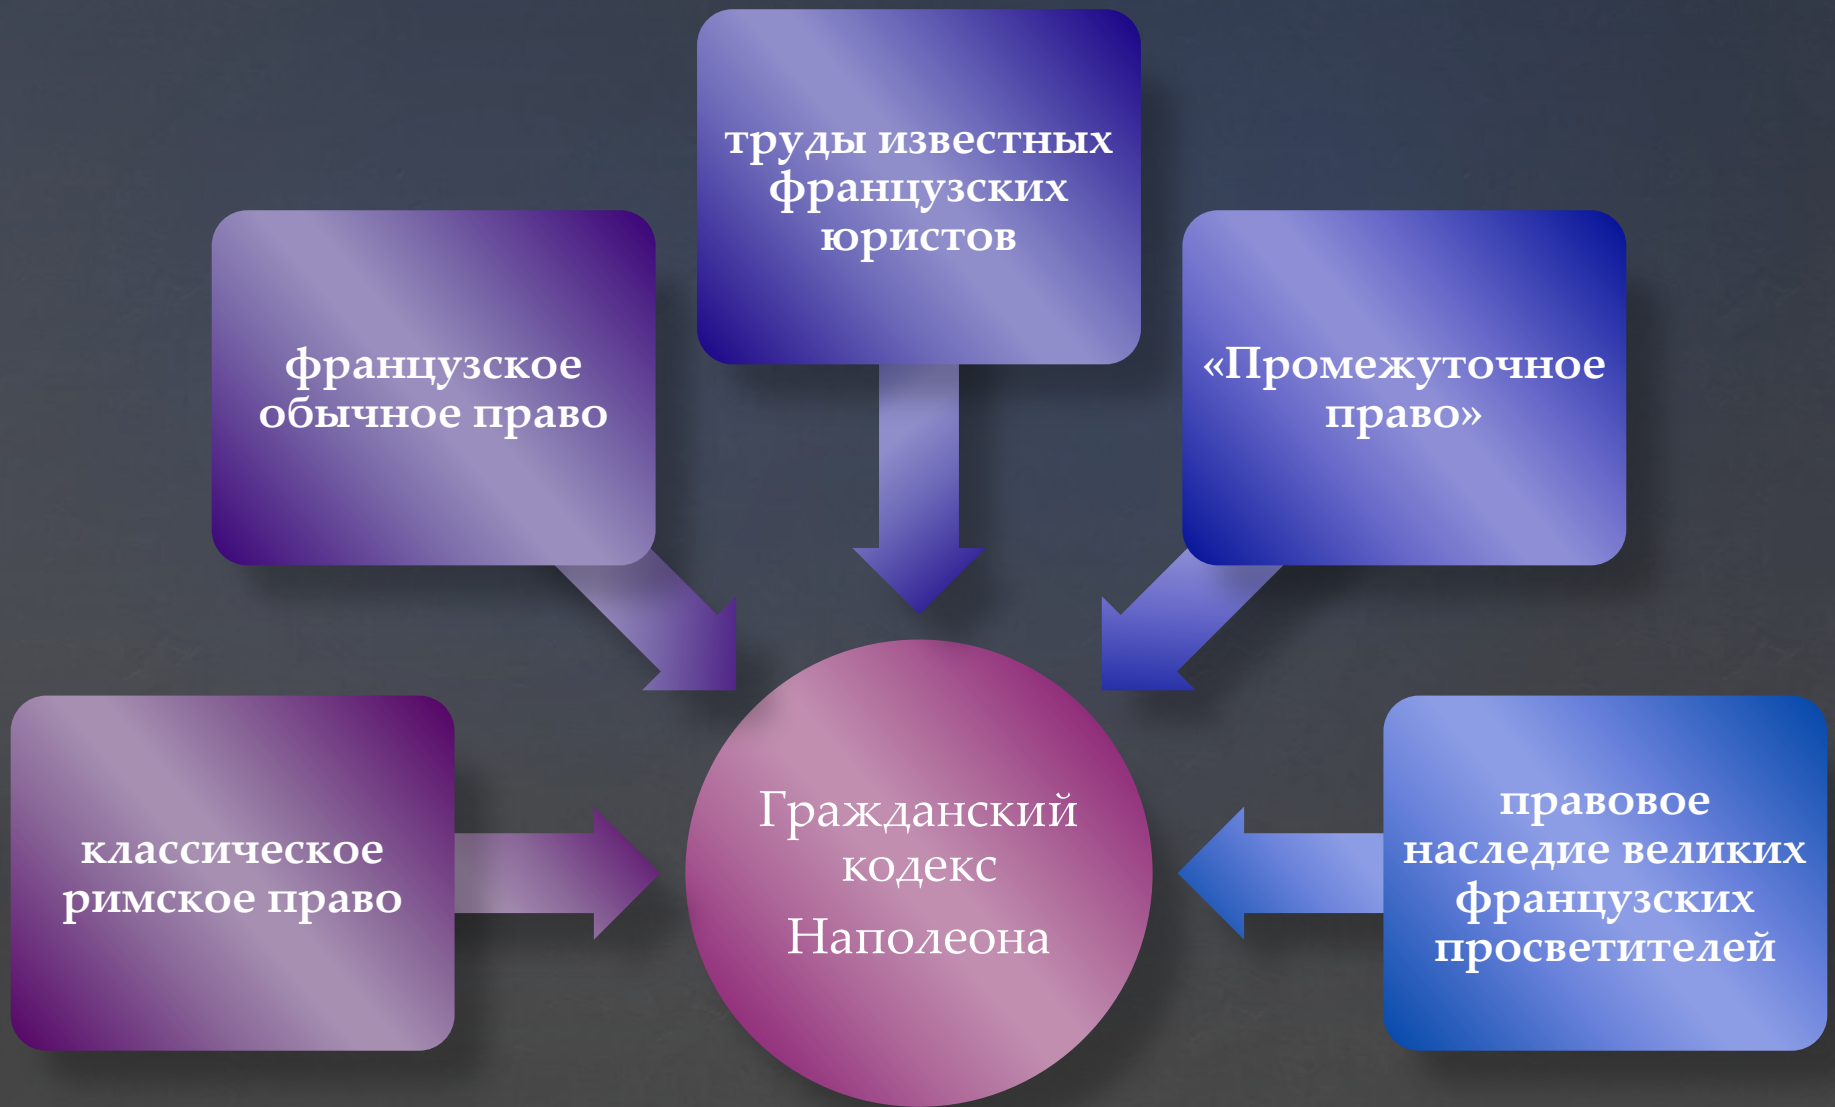 труды известных
французских
юристов
французское
обычное право
«Промежуточное
право»
классическое
римское право
Гражданский
кодекс
Наполеона
правовое
наследие великих
французских
просветителей